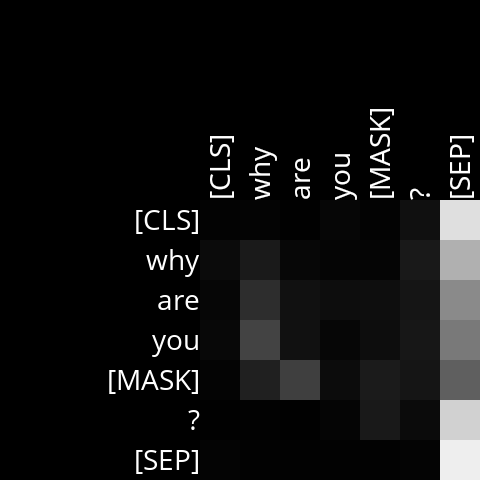 [CLS] why are you [MASK] ? [SEP]
[CLS]
why
are
you
[MASK]
?
[SEP]